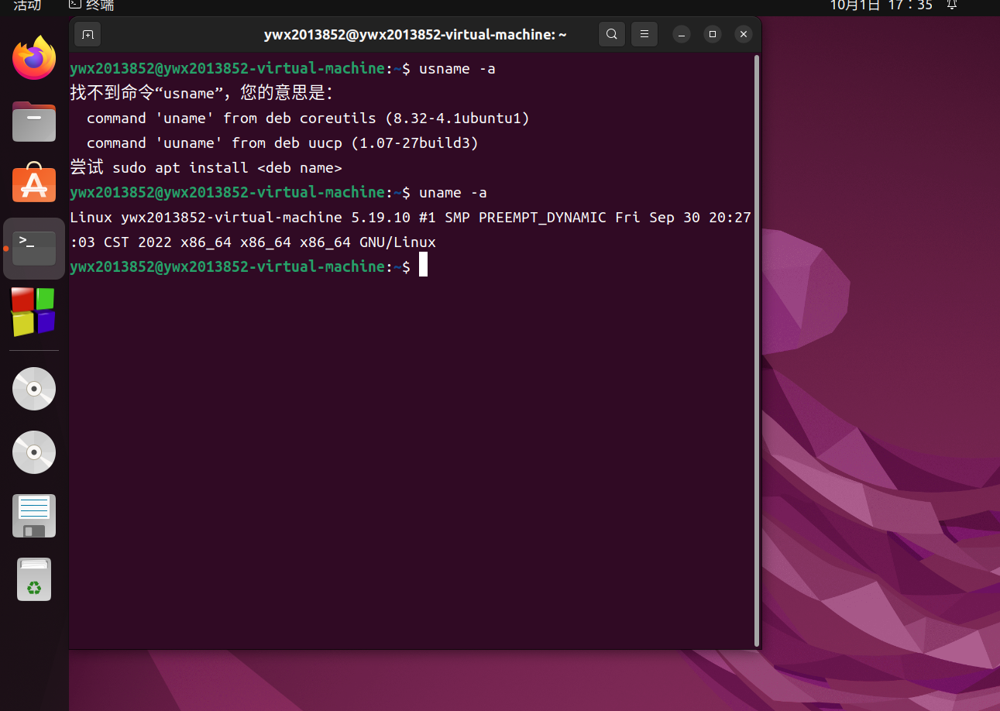 活动 终端 10月1日 17：35
ywx2013852@ywx2013852-virtual-machine: ~
ywx2013852@ywx2013852-virtual-machine:~$ usname -a
找不到命令“usname”，您的意思是：
command 'uname' from deb coreutils (8.32-4.1ubuntu1)
command 'uuname' from deb uucp (1.07-27build3)
尝试 sudo apt install <deb name>
ywx2013852@ywx2013852-virtual-machine:~$ uname -a
Linux ywx2013852-virtual-machine 5.19.10 #1 SMP PREEMPT_DYNAMIC Fri Sep 30 20:27
:03 CST 2022 x86_64 x86_64 x86_64 GNU/Linux
ywx2013852@ywx2013852-virtual-machine:~$